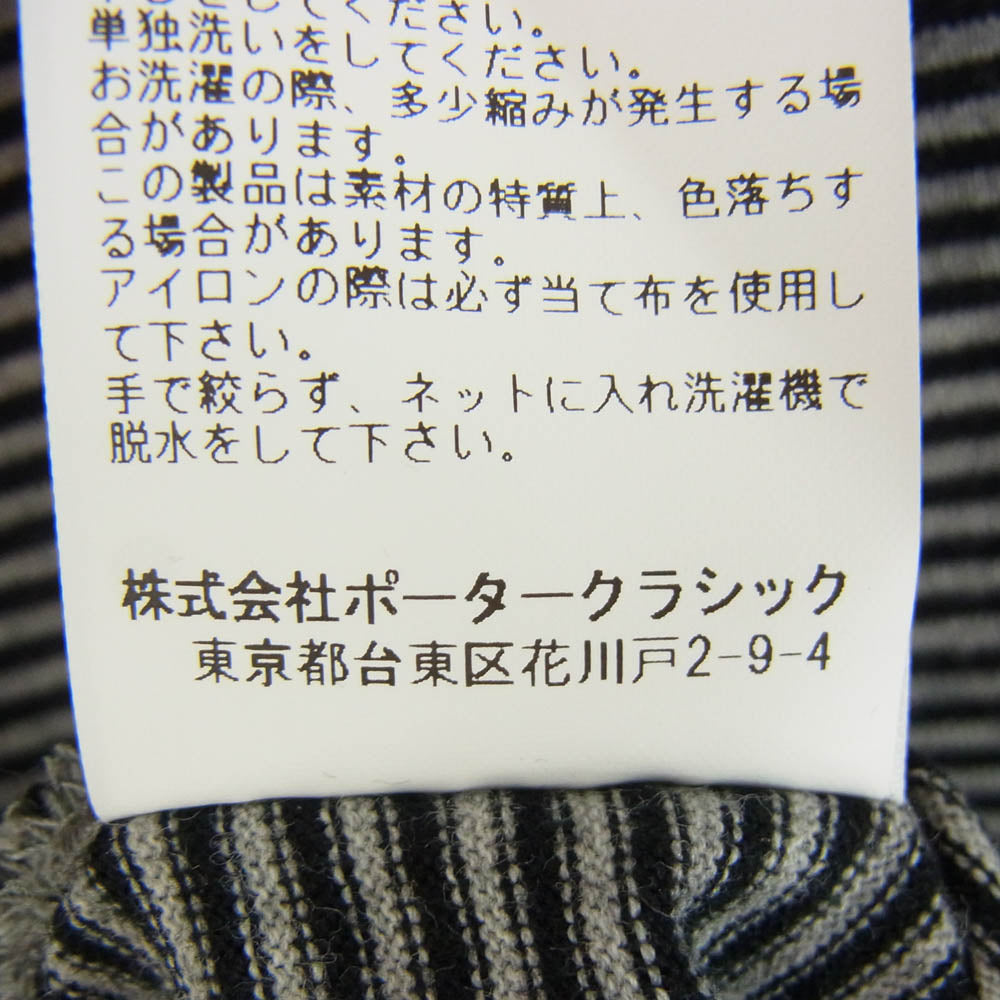 してください。
単独洗いをしてください。
お洗濯の際、多少縮みが発生する場
合があります。
この製品は素材の特質上、色落ちす
る場合があります。
アイロンの際は必ず当て布を使用し
て下さい。
手で絞らず、ネットに入れ洗濯機で
脱水をして下さい。
株式会社ポータークラシック
東京都台東区花川戸2-9-4